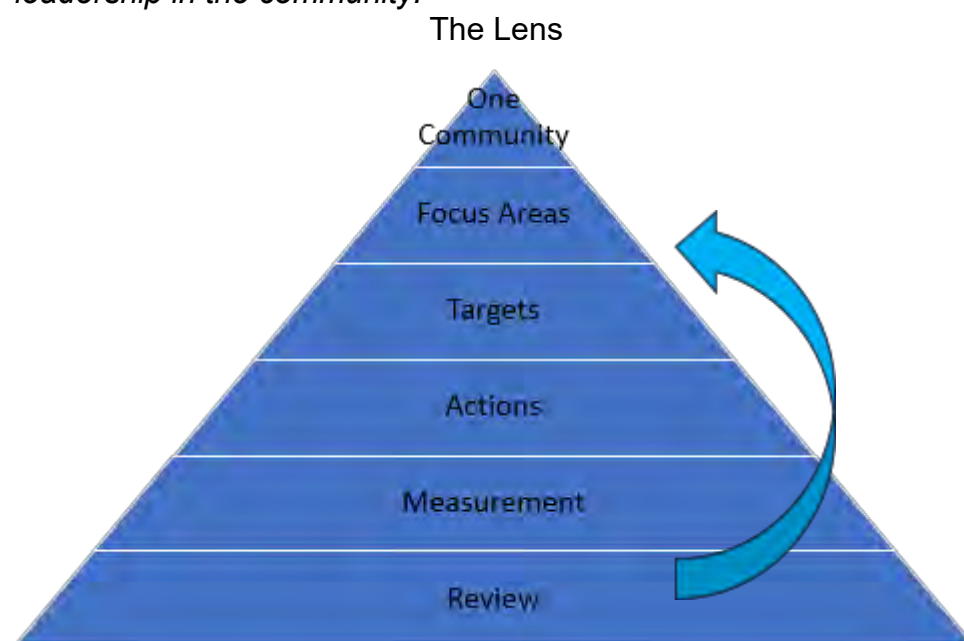 leadership in the community.
The Lens
One
Community
Focus Areas
Targets
Actions
Measurement
Review